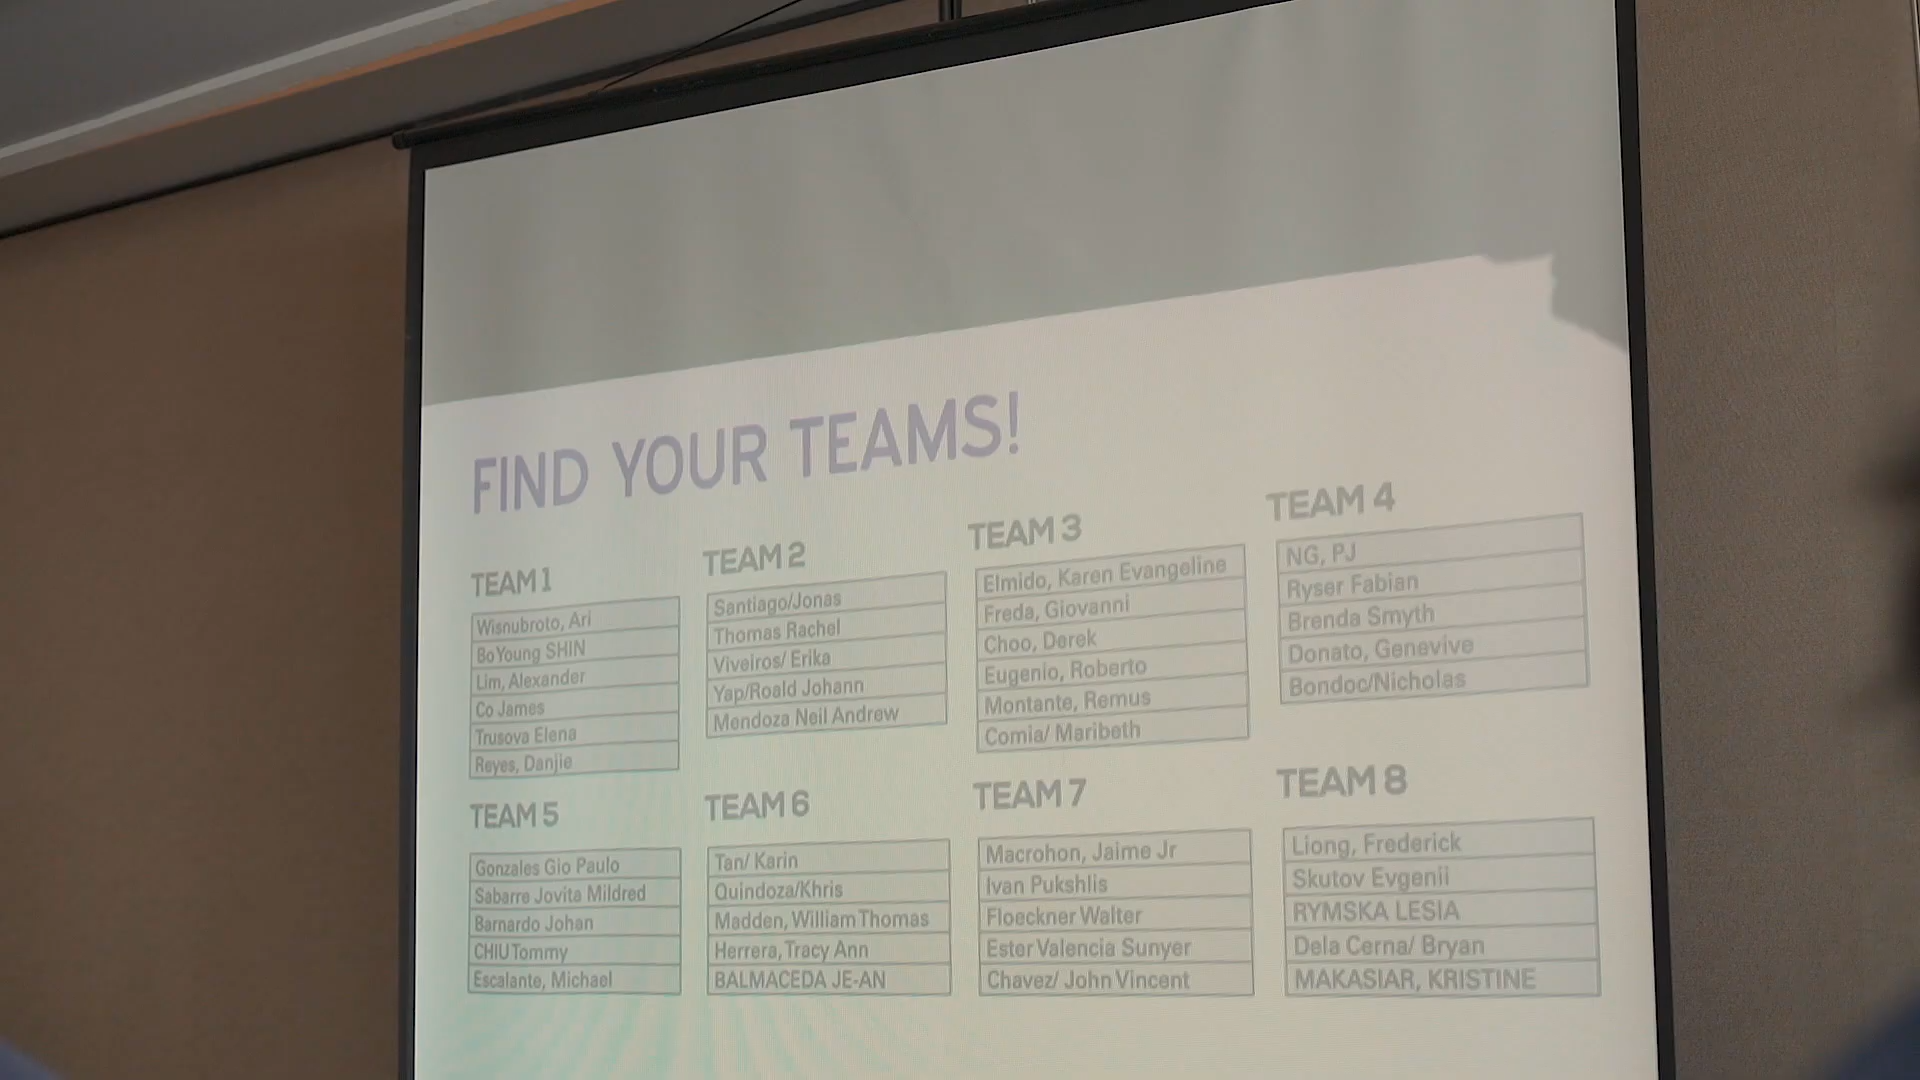 FIND YOUR TEAMS!
TEAM 1
Wisnubroto, Ari
BoYoung SHIN
Lim, Alexander
Co James
Trusova Elena
Reyes, Danjie
TEAM 2
Santiago/Jonas
Thomas Rachel
Viveiros/ Erika
Yap/Roald Johann
Mendoza Neil Andrew
TEAM 3
Elmido, Karen Evangeline
Freda, Giovanni
Choo, Derek
Eugenio, Roberto
Montante, Remus
Comia/ Maribeth
TEAM 4
NG, PJ
Ryser Fabian
Brenda Smyth
Donato, Genevive
Bondoc/Nicholas
TEAM 5
Gonzales Gio Paulo
Sabarre Jovita Mildred
Barnardo Johan
CHIU Tommy
Escalante, Michael
TEAM 6
Tan/ Karin
Quindoza/Khris
Madden, William Thomas
Herrera, Tracy Ann
BALMACEDA JE-AN
TEAM 7
Macrohon, Jaime Jr
Ivan Pukshlis
Floeckner Walter
Ester Valencia Sunyer
Chavez/ John Vincent
TEAM 8
Liong, Frederick
Skutov Evgenii
RYMSKA LESIA
Dela Cerna/ Bryan
MAKASIAR, KRISTINE